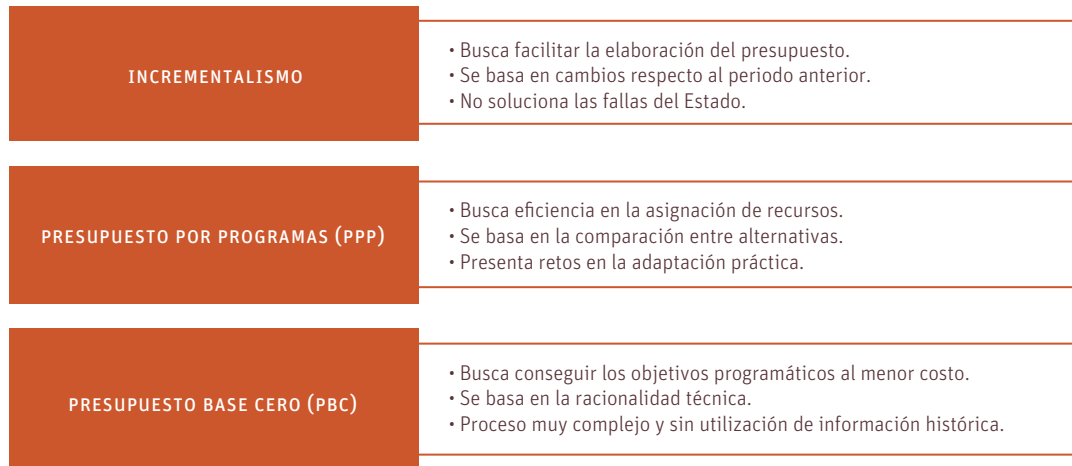 INCREMENTALISMO
• Busca facilitar la elaboración del presupuesto.
• Se basa en cambios respecto al periodo anterior.
• No soluciona las fallas del Estado.
PRESUPUESTO POR PROGRAMAS (PPP)
• Busca eficiencia en la asignación de recursos.
• Se basa en la comparación entre alternativas.
• Presenta retos en la adaptación práctica.
PRESUPUESTO BASE CERO (PBC)
• Busca conseguir los objetivos programáticos al menor costo.
• Se basa en la racionalidad técnica.
• Proceso muy complejo y sin utilización de información histórica.